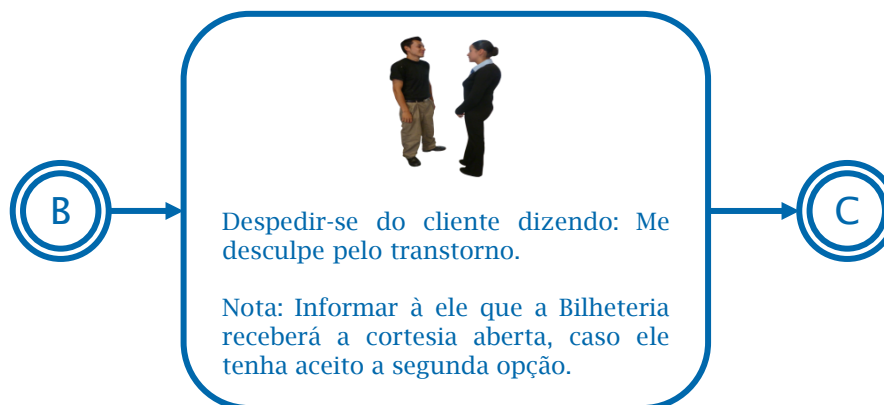 B
Despedir-se do cliente dizendo: Me
desculpe pelo transtorno.
Nota: Informar à ele que a Bilheteria
receberá a cortesia aberta, caso ele
tenha aceito a segunda opção.
C